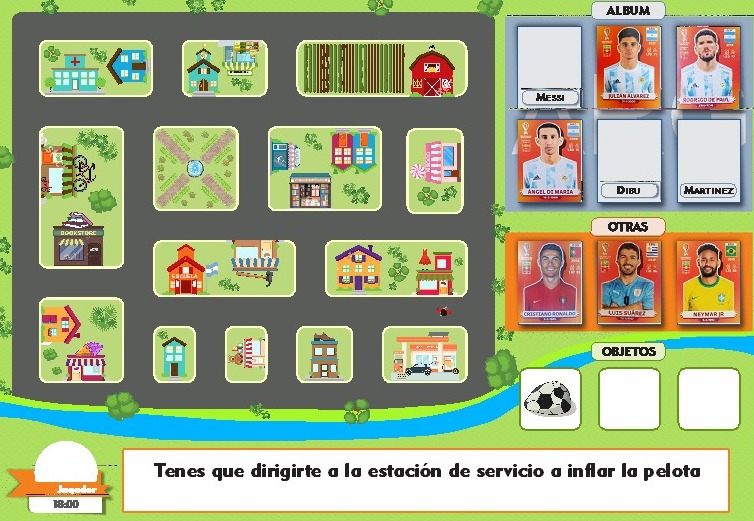 ALBUM
MESSI
JULIÁN ÁLVAREZ
RODRIGO DE PAUL
ÁNGEL DI MARÍA
DIBU
MARTINEZ
OTRAS
CRISTIANO RONALDO
LUIS SUÁREZ
NEYMAR JR
OBJETOS
BOOKSTORE
ESCUELA
Jugador
18:00
Tenes que dirigirte a la estación de servicio a inflar la pelota